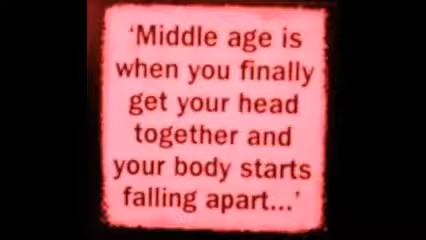 'Middle age is
when you finally
get your head
together and
your body starts
falling apart...'